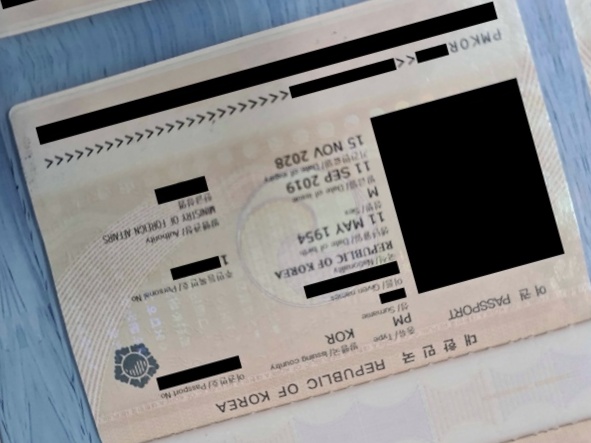 대 한 민 국 REPUBLIC OF KOREA
여 권 PASSPORT
종류/Type
PM
발행국/Issuing country
KOR
여권번호/Passport No.
성/Surname
이름/Given names
국적/Nationality
REPUBLIC OF KOREA
주민등록번호/Personal No.
1
생년월일/Date of birth
11 MAY 1954
성별/Sex
M
발행관청/Authority
MINISTRY OF FOREIGN AFFAIRS
발급일/Date of issue
11 SEP 2019
기간만료일/Date of expiry
15 NOV 2028
한글성명
PMKOR